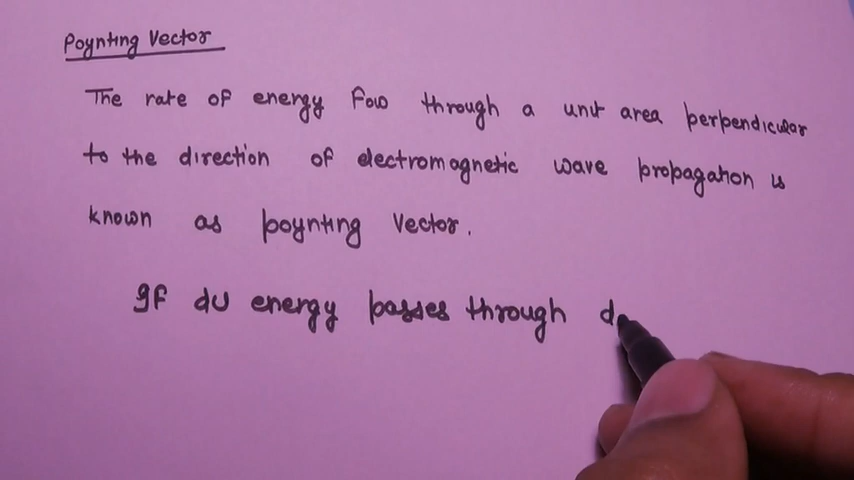 Poynting Vector
The rate of energy fow through a unit area perpendicular
to the direction of electromagnetic wave propagation is
known as poynting Vector.
If dU energy passes through d